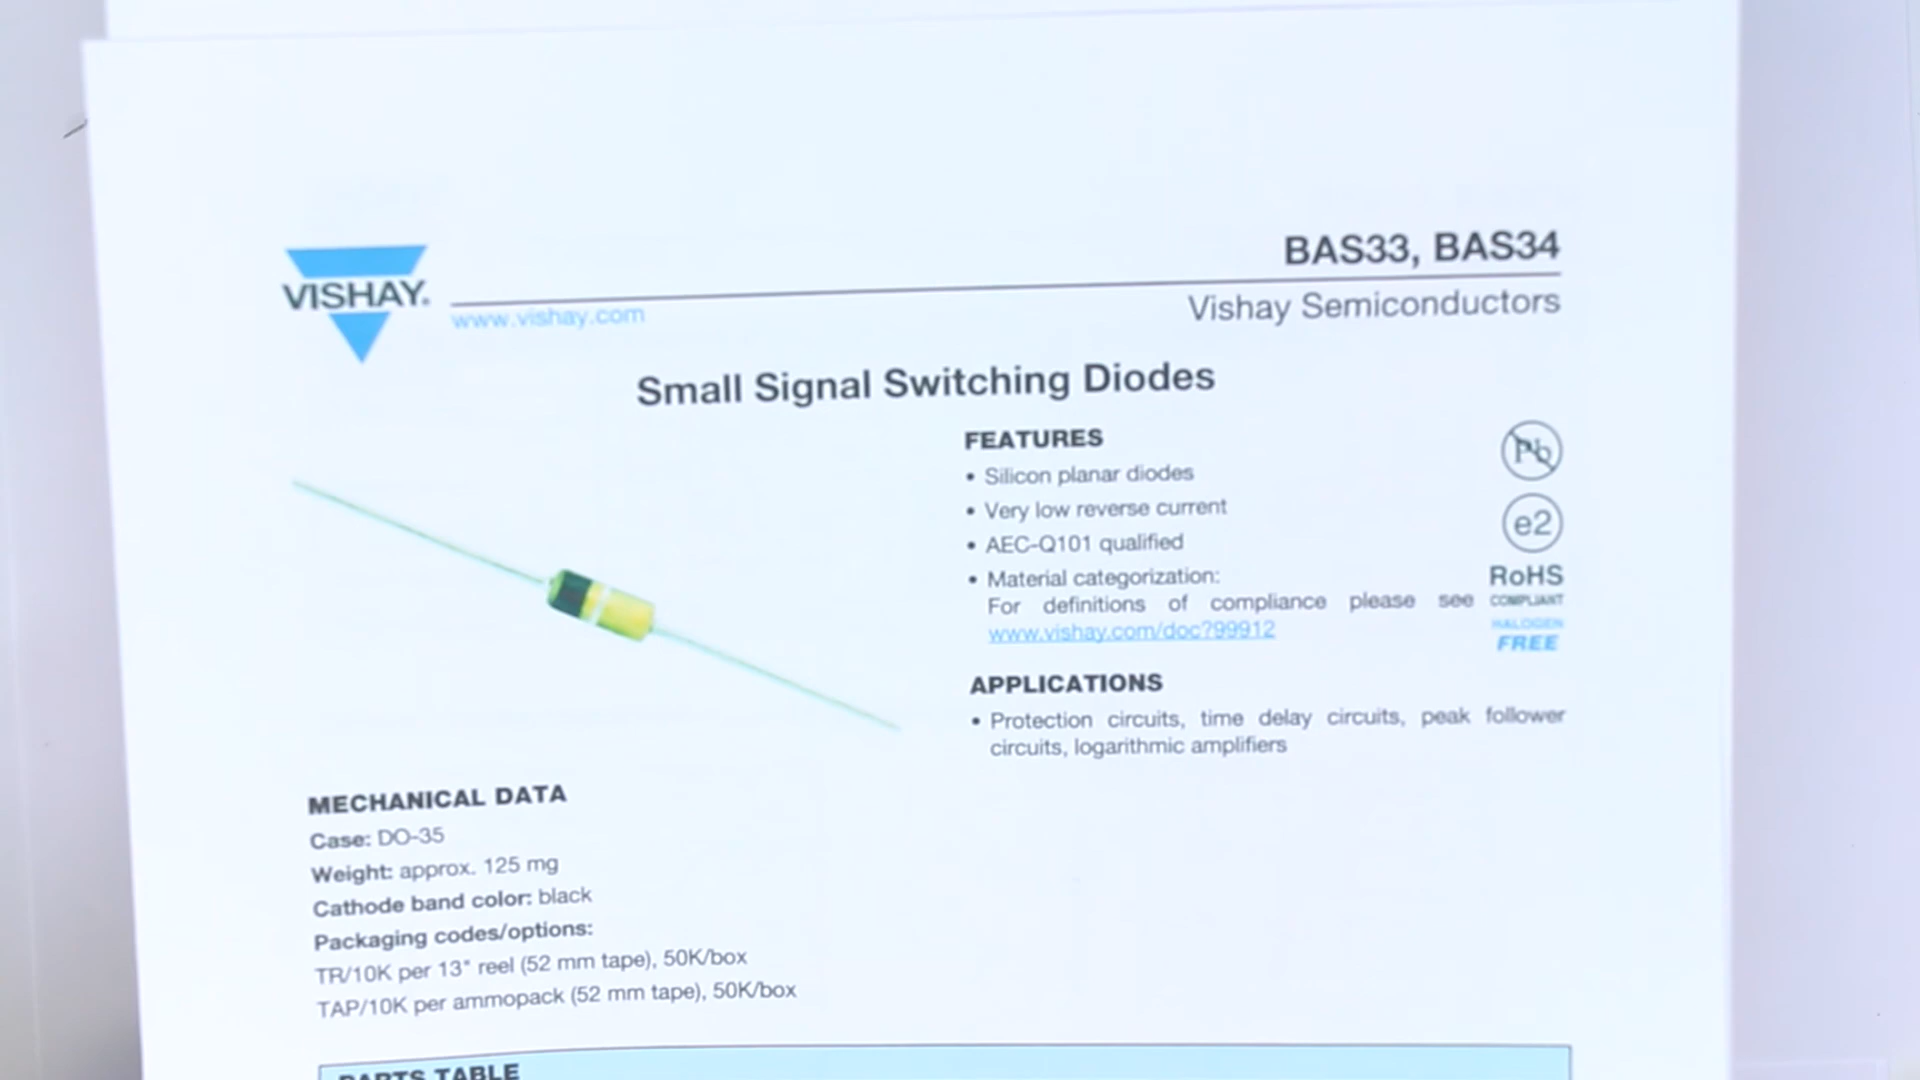 BAS33, BAS34
VISHAY.
www.vishay.com
Vishay Semiconductors
Small Signal Switching Diodes
FEATURES
• Silicon planar diodes
• Very low reverse current
• AEC-Q101 qualified
• Material categorization:
For definitions of compliance please see
www.vishay.com/doc?99912
Pb
e2
RoHS
COMPLIANT
HALOGEN
FREE
APPLICATIONS
• Protection circuits, time delay circuits, peak follower
circuits, logarithmic amplifiers
MECHANICAL DATA
Case: DO-35
Weight: approx. 125 mg
Cathode band color: black
Packaging codes/options:
TR/10K per 13" reel (52 mm tape), 50K/box
TAP/10K per ammopack (52 mm tape), 50K/box
PARTS TABLE